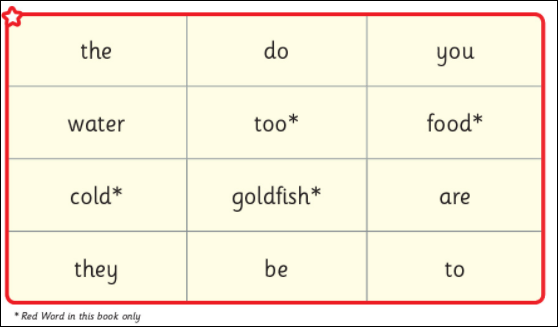 the do you
water too* food*
cold* goldfish* are
they be to
* Red Word in this book only